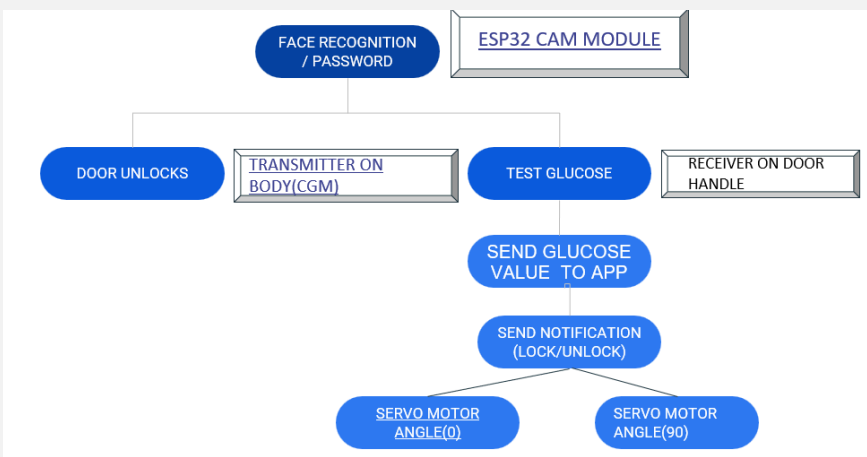 FACE RECOGNITION
/ PASSWORD
ESP32 CAM MODULE
DOOR UNLOCKS
TRANSMITTER ON
BODY(CGM)
TEST GLUCOSE
RECEIVER ON DOOR
HANDLE
SEND GLUCOSE
VALUE TO APP
SEND NOTIFICATION
(LOCK/UNLOCK)
SERVO MOTOR
ANGLE(0)
SERVO MOTOR
ANGLE(90)